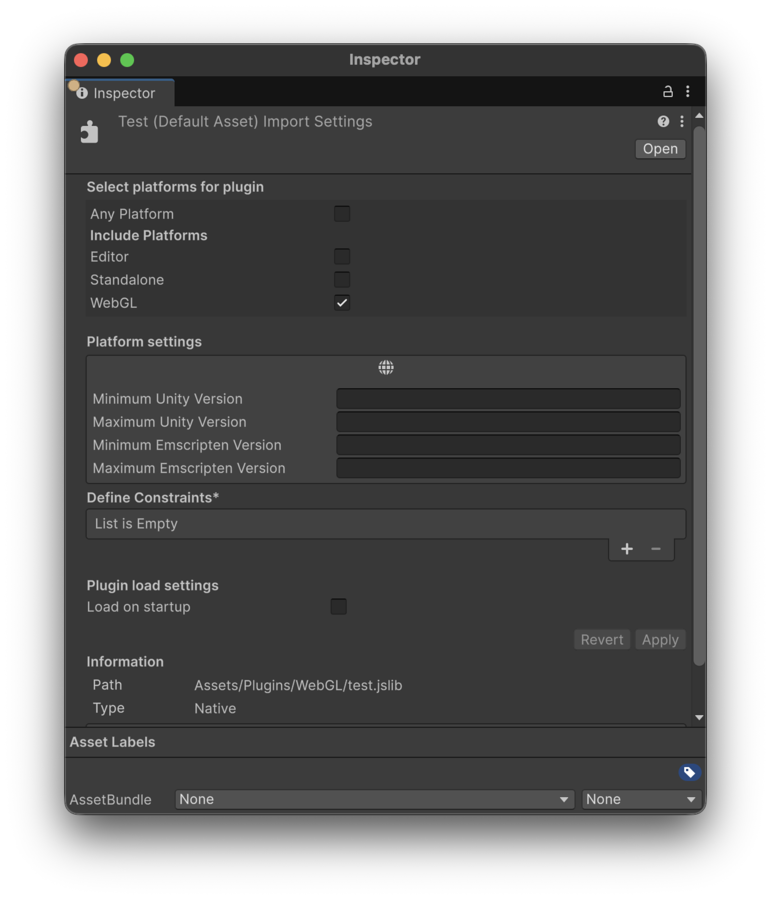 Inspector
Inspector
Test (Default Asset) Import Settings
Open
Select platforms for plugin
Any Platform
Include Platforms
Editor
Standalone
WebGL
Platform settings
Minimum Unity Version
Maximum Unity Version
Minimum Emscripten Version
Maximum Emscripten Version
Define Constraints*
List is Empty
Plugin load settings
Load on startup
Revert Apply
Information
Path Assets/Plugins/WebGL/test.jslib
Type Native
Asset Labels
AssetBundle None None